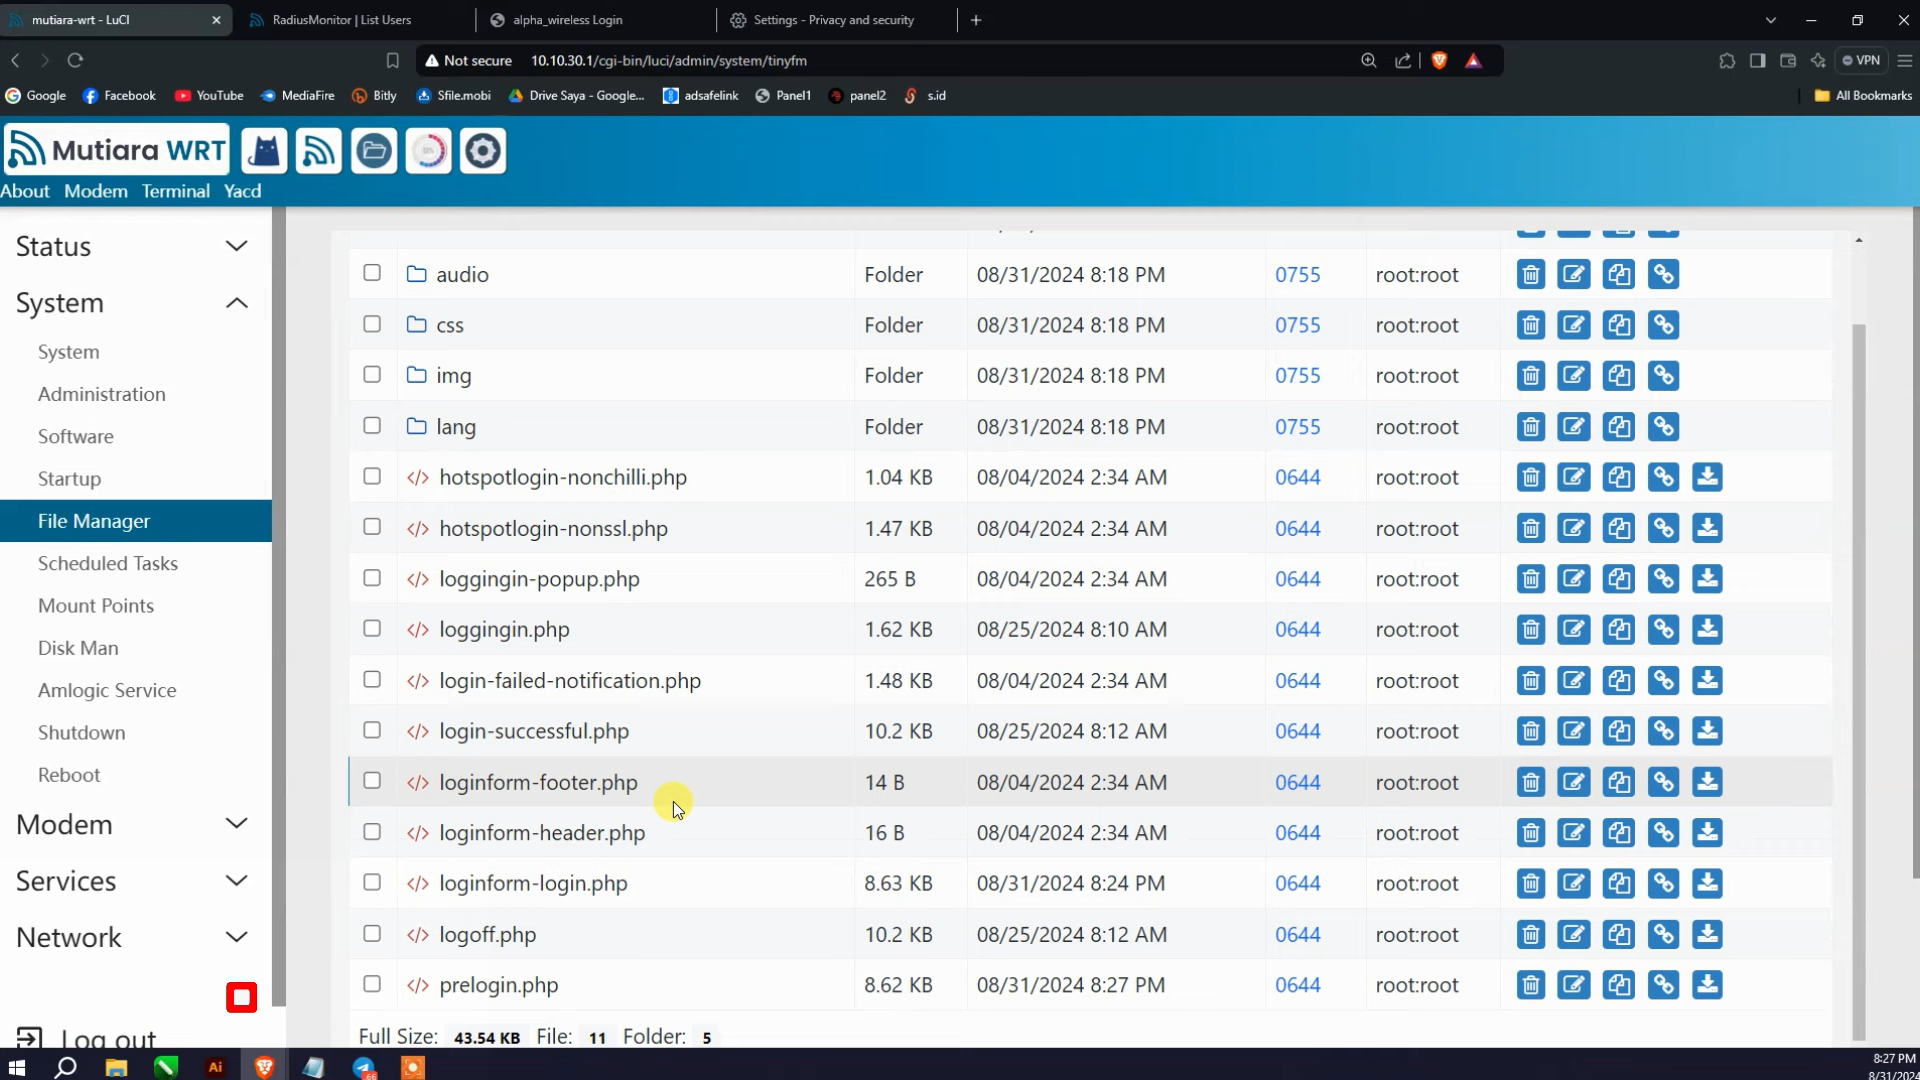 mutiara-wrt - LuCI
RadiusMonitor | List Users
alpha_wireless Login
Settings - Privacy and security
Not secure 10.10.30.1/cgi-bin/luci/admin/system/tinyfm
VPN
Google Facebook YouTube MediaFire Bitly Sfile.mobi Drive Saya - Google... adsafelink Panel1 panel2 s.id All Bookmarks
Mutiara WRT
About Modem Terminal Yacd
Status
System
System
Administration
Software
Startup
File Manager
Scheduled Tasks
Mount Points
Disk Man
Amlogic Service
Shutdown
Reboot
Modem
Services
Network
Log out
audio Folder 08/31/2024 8:18 PM 0755 root:root
css Folder 08/31/2024 8:18 PM 0755 root:root
img Folder 08/31/2024 8:18 PM 0755 root:root
lang Folder 08/31/2024 8:18 PM 0755 root:root
hotspotlogin-nonchilli.php 1.04 KB 08/04/2024 2:34 AM 0644 root:root
hotspotlogin-nonssl.php 1.47 KB 08/04/2024 2:34 AM 0644 root:root
loggingin-popup.php 265 B 08/04/2024 2:34 AM 0644 root:root
loggingin.php 1.62 KB 08/25/2024 8:10 AM 0644 root:root
login-failed-notification.php 1.48 KB 08/04/2024 2:34 AM 0644 root:root
login-successful.php 10.2 KB 08/25/2024 8:12 AM 0644 root:root
loginform-footer.php 14 B 08/04/2024 2:34 AM 0644 root:root
loginform-header.php 16 B 08/04/2024 2:34 AM 0644 root:root
loginform-login.php 8.63 KB 08/31/2024 8:24 PM 0644 root:root
logoff.php 10.2 KB 08/25/2024 8:12 AM 0644 root:root
prelogin.php 8.62 KB 08/31/2024 8:27 PM 0644 root:root
Full Size: 43.54 KB File: 11 Folder: 5
Ai
66
8:27 PM
8/31/2024